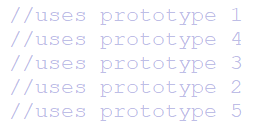 //uses prototype 1
//uses prototype 4
//uses prototype 3
//uses prototype 2
//uses prototype 5